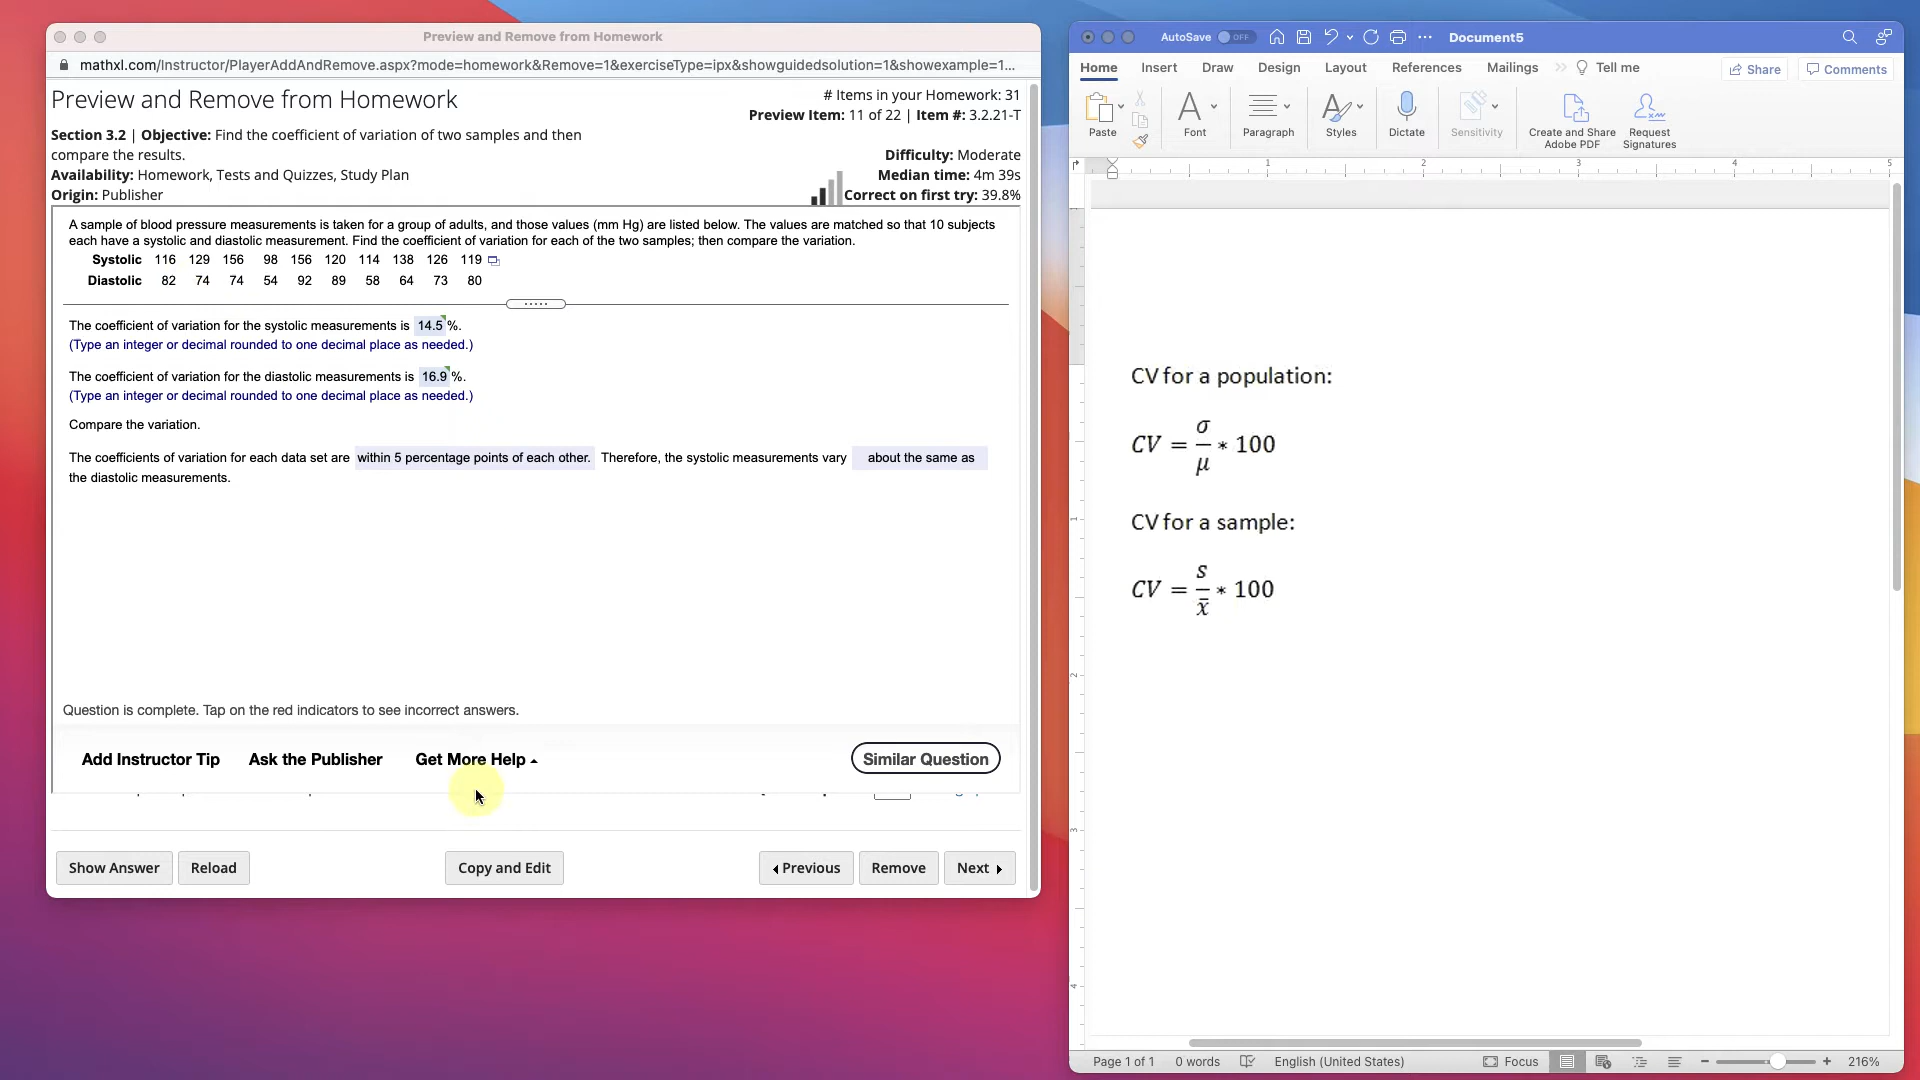 Preview and Remove from Homework
mathxl.com/Instructor/PlayerAddAndRemove.aspx?mode=homework&Remove=1&exerciseType=ipx&showguidedsolution=1&showexample=1...
Preview and Remove from Homework
# Items in your Homework: 31
Preview Item: 11 of 22 | Item #: 3.2.21-T
Section 3.2 | Objective: Find the coefficient of variation of two samples and then
compare the results.
Difficulty: Moderate
Availability: Homework, Tests and Quizzes, Study Plan
Median time: 4m 39s
Origin: Publisher
Correct on first try: 39.8%
A sample of blood pressure measurements is taken for a group of adults, and those values (mm Hg) are listed below. The values are matched so that 10 subjects
each have a systolic and diastolic measurement. Find the coefficient of variation for each of the two samples; then compare the variation.
Systolic 116 129 156 98 156 120 114 138 126 119
Diastolic 82 74 74 54 92 89 58 64 73 80
The coefficient of variation for the systolic measurements is 14.5 %.
(Type an integer or decimal rounded to one decimal place as needed.)
The coefficient of variation for the diastolic measurements is 16.9 %.
(Type an integer or decimal rounded to one decimal place as needed.)
Compare the variation.
The coefficients of variation for each data set are within 5 percentage points of each other. Therefore, the systolic measurements vary about the same as
the diastolic measurements.
Question is complete. Tap on the red indicators to see incorrect answers.
Add Instructor Tip Ask the Publisher Get More Help Similar Question
Show Answer Reload Copy and Edit Previous Remove Next
AutoSave OFF ... Document5
Home Insert Draw Design Layout References Mailings Tell me Share Comments
Paste Font Paragraph Styles Dictate Sensitivity Create and Share Request
Adobe PDF Signatures
1 2 3 4 5
CV for a population:
CV = σ/μ * 100
CV for a sample:
CV = s/x̄ * 100
1
2
3
4
Page 1 of 1 0 words English (United States) Focus 216%